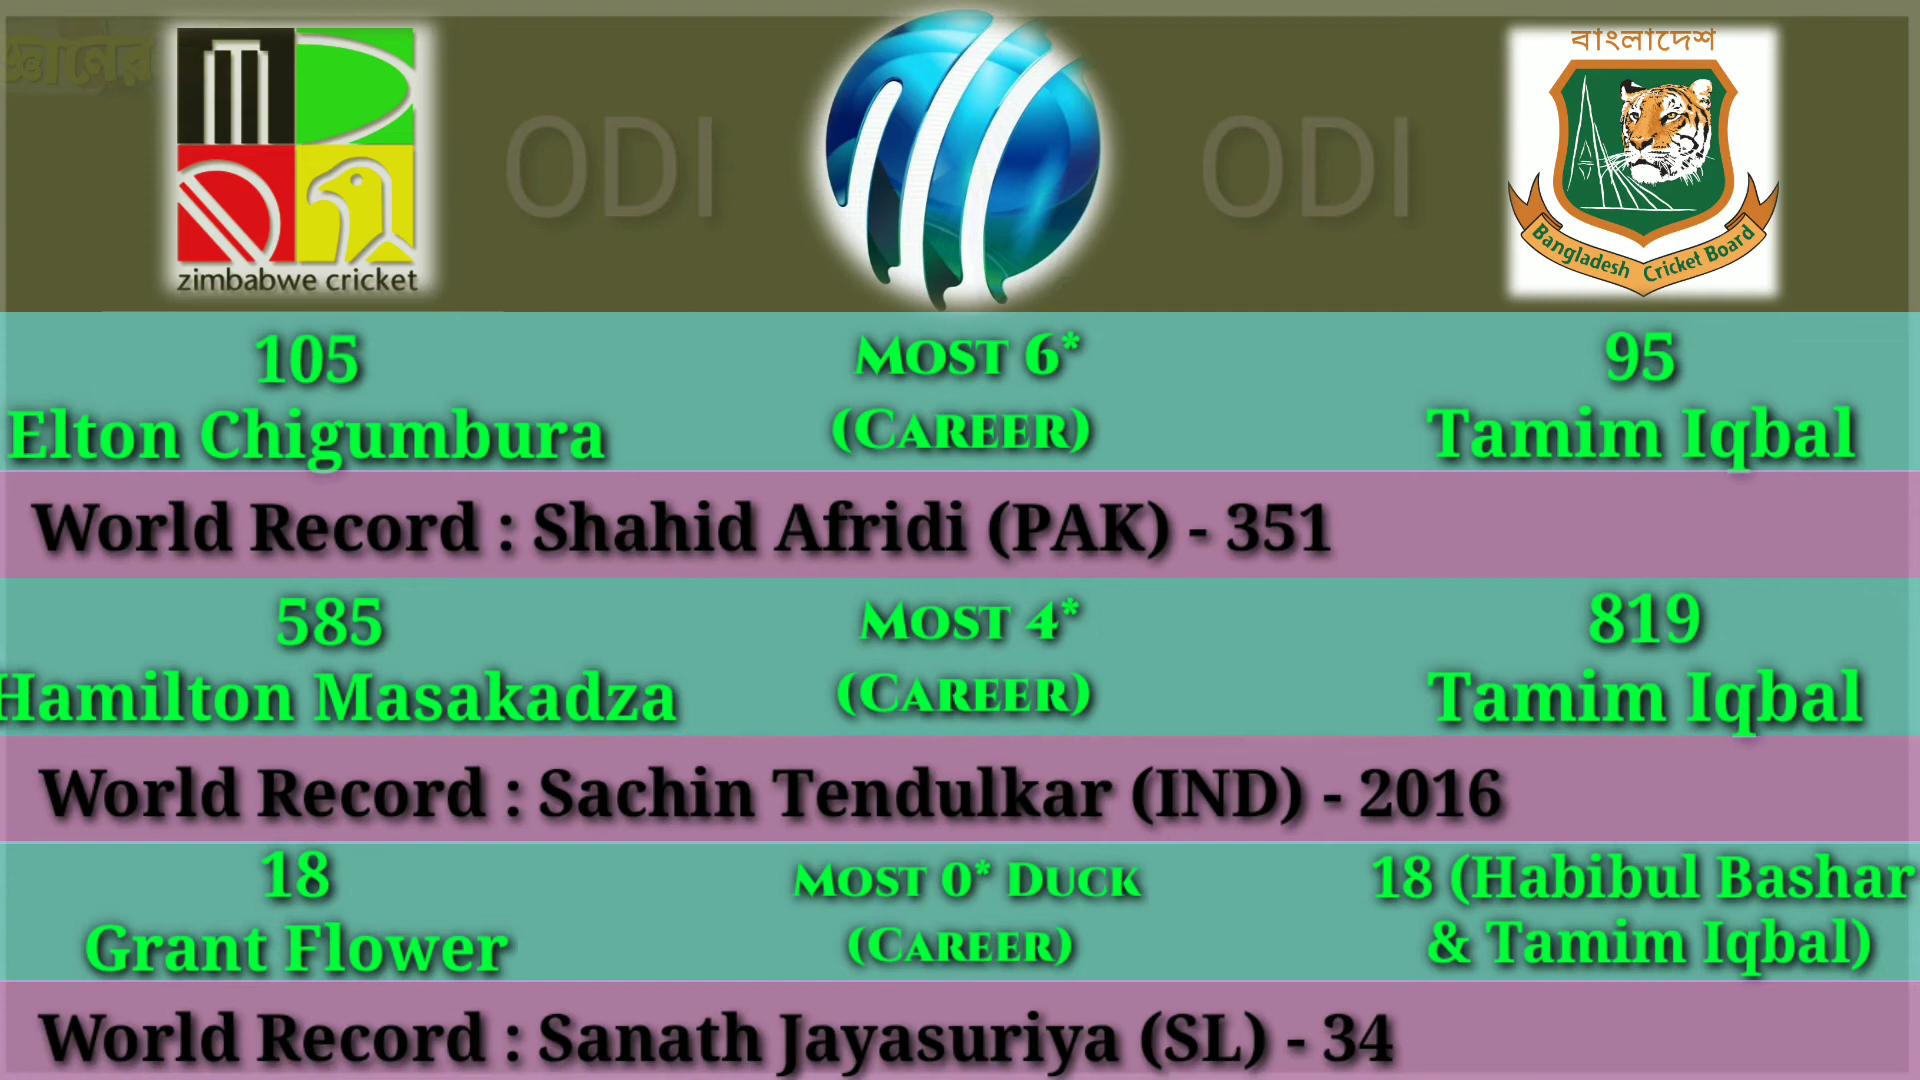 জ্ঞানের
বাংলাদেশ
ODI
ODI
Bangladesh Cricket Board
zimbabwe cricket
105
Most 6*
95
Elton Chigumbura
(Career)
Tamim Iqbal
World Record : Shahid Afridi (PAK) - 351
585
Most 4*
819
Hamilton Masakadza
(Career)
Tamim Iqbal
World Record : Sachin Tendulkar (IND) - 2016
18
Most 0* Duck
18 (Habibul Bashar
Grant Flower
(Career)
& Tamim Iqbal)
World Record : Sanath Jayasuriya (SL) - 34